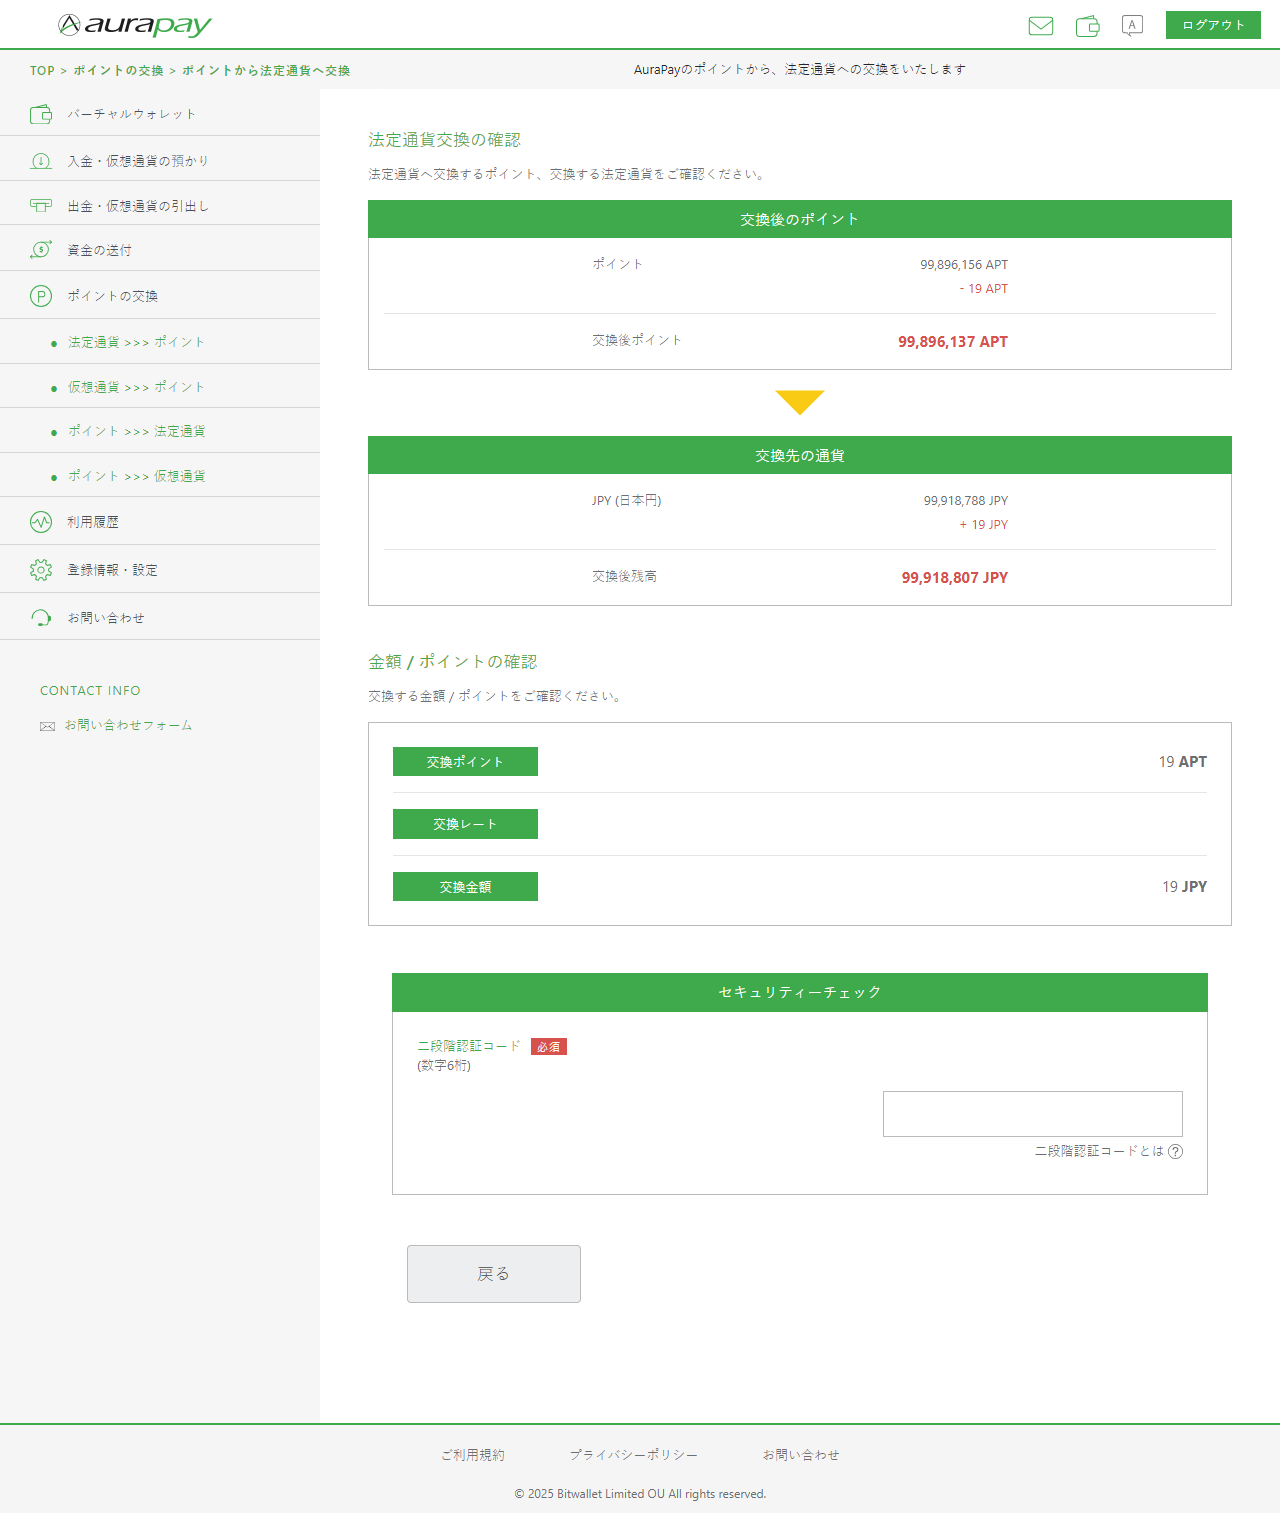 aurapay
A
ログアウト
TOP > ポイントの交換 > ポイントから法定通貨へ交換
AuraPayのポイントから、法定通貨への交換をいたします
バーチャルウォレット
入金・仮想通貨の預かり
出金・仮想通貨の引出し
資金の送付
ポイントの交換
法定通貨 >>> ポイント
仮想通貨 >>> ポイント
ポイント >>> 法定通貨
ポイント >>> 仮想通貨
利用履歴
登録情報・設定
お問い合わせ
CONTACT INFO
お問い合わせフォーム
法定通貨交換の確認
法定通貨へ交換するポイント、交換する法定通貨をご確認ください。
交換後のポイント
ポイント 99,896,156 APT
- 19 APT
交換後ポイント 99,896,137 APT
交換先の通貨
JPY (日本円) 99,918,788 JPY
+ 19 JPY
交換後残高 99,918,807 JPY
金額 / ポイントの確認
交換する金額 / ポイントをご確認ください。
交換ポイント 19 APT
交換レート
交換金額 19 JPY
セキュリティーチェック
二段階認証コード 必須
(数字6桁)
二段階認証コードとは ?
戻る
ご利用規約 プライバシーポリシー お問い合わせ
© 2025 Bitwallet Limited OU All rights reserved.